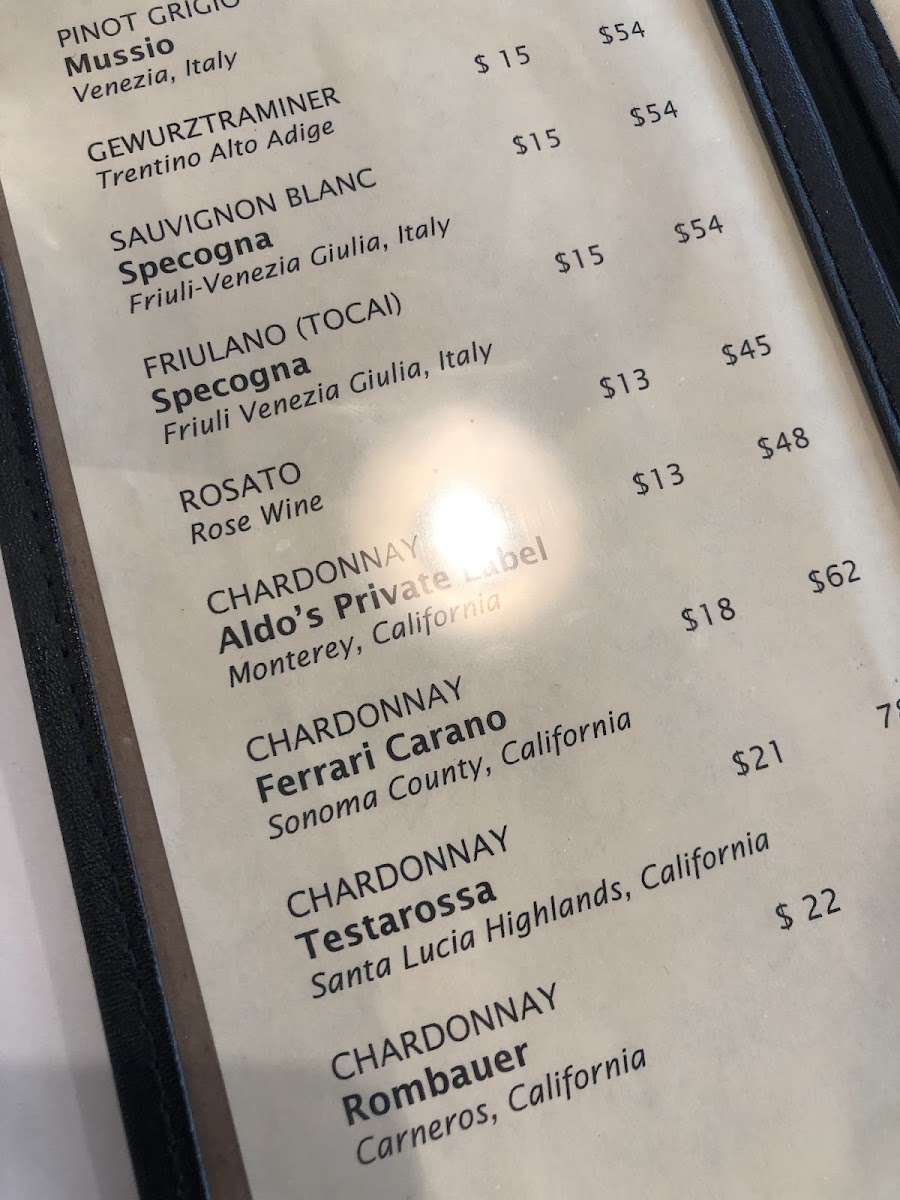 PINOT GRIGIO
Mussio
Venezia, Italy
GEWURZTRAMINER $ 15 $54
Trentino Alto Adige
SAUVIGNON BLANC $15 $54
Specogna
Friuli-Venezia Giulia, Italy
FRIULANO (TOCAI) $15 $54
Specogna
Friuli Venezia Giulia, Italy
ROSATO $13 $45
Rose Wine
CHARDONNAY $13 $48
Aldo's Private Label
Monterey, California
CHARDONNAY $18 $62
Ferrari Carano
Sonoma County, California
CHARDONNAY $21
Testarossa
Santa Lucia Highlands, California
CHARDONNAY $ 22
Rombauer
Carneros, California